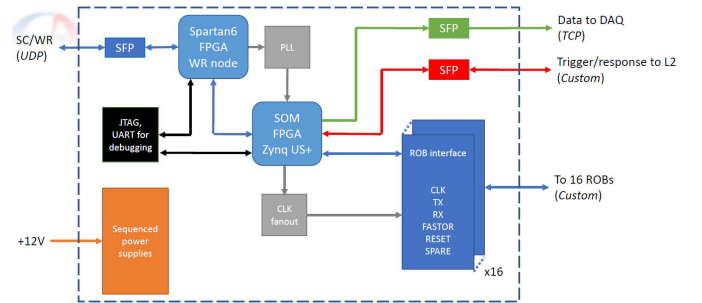 SC/WR
(UDP)
SFP
Spartan6
FPGA
WR node
PLL
SFP
Data to DAQ
(TCP)
SFP
Trigger/response to L2
(Custom)
JTAG,
UART for
debugging
SOM
FPGA
Zynq US+
ROB interface
CLK
TX
RX
FASTOR
RESET
SPARE
x16
To 16 ROBs
(Custom)
CLK
fanout
+12V
Sequenced
power
supplies